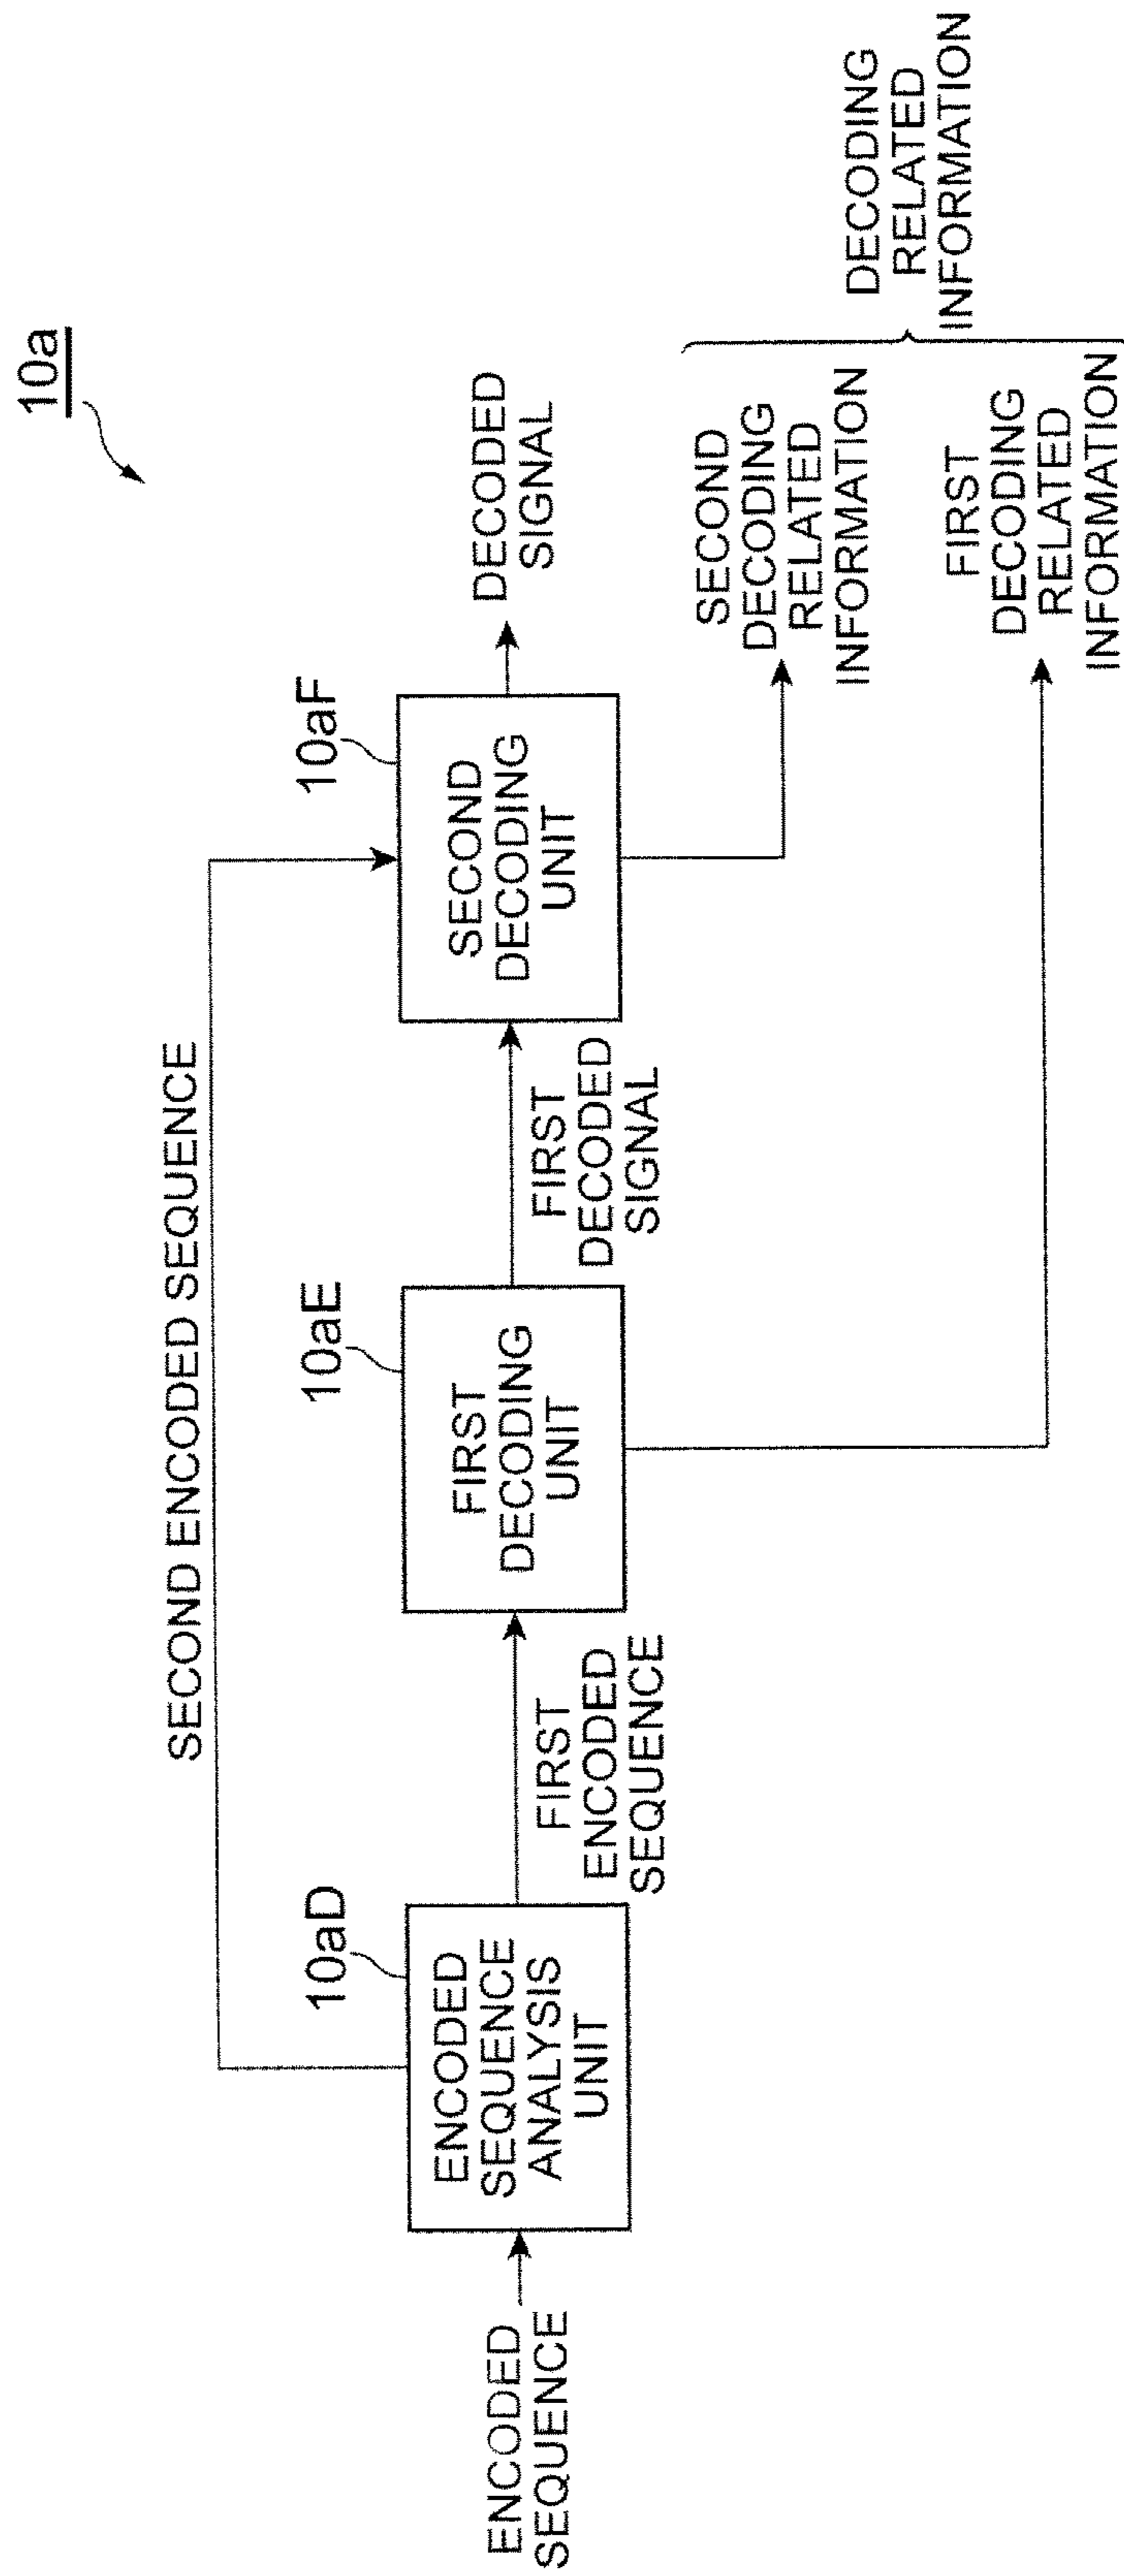 10a
SECOND ENCODED SEQUENCE
10aD
10aE
10aF
ENCODED
SEQUENCE
ENCODED
SEQUENCE
ANALYSIS
UNIT
FIRST
ENCODED
SEQUENCE
FIRST
DECODING
UNIT
FIRST
DECODED
SIGNAL
SECOND
DECODING
UNIT
DECODED
SIGNAL
SECOND
DECODING
RELATED
INFORMATION
FIRST
DECODING
RELATED
INFORMATION
DECODING
RELATED
INFORMATION